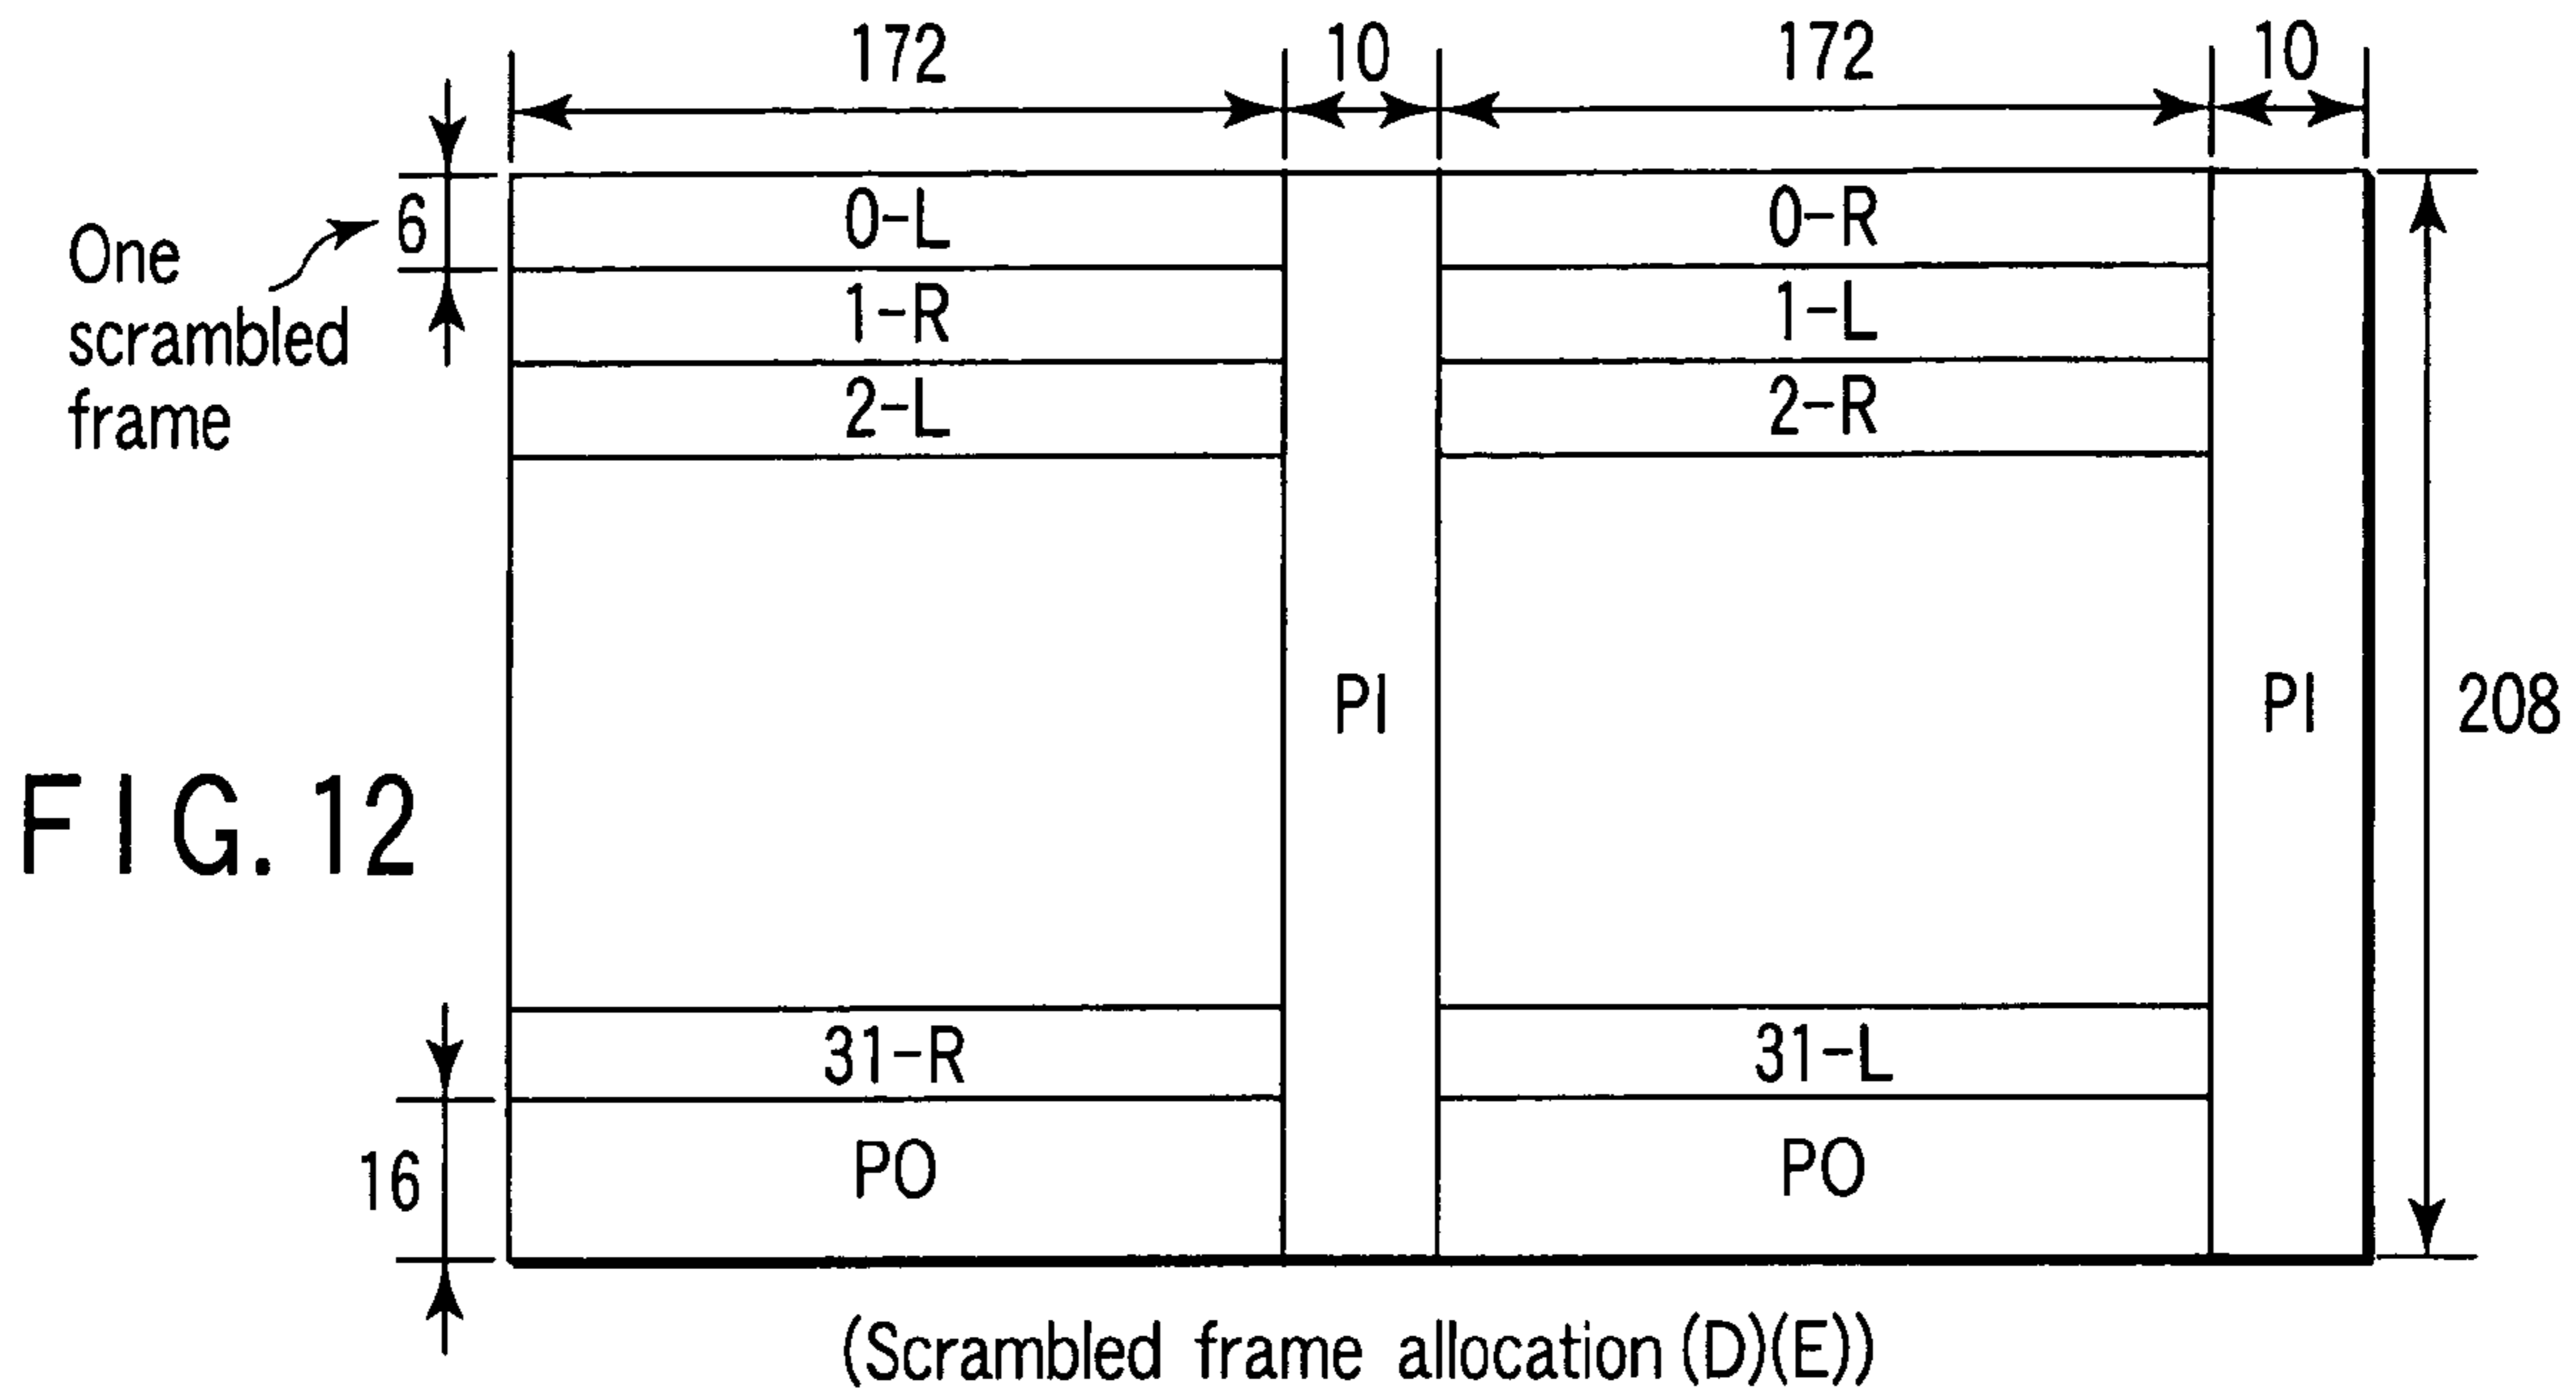 172 10 172 10
One scrambled frame
6
0-L 0-R
1-R 1-L
2-L 2-R
PI PI
208
FIG. 12
31-R 31-L
16
PO PO
(Scrambled frame allocation (D)(E))